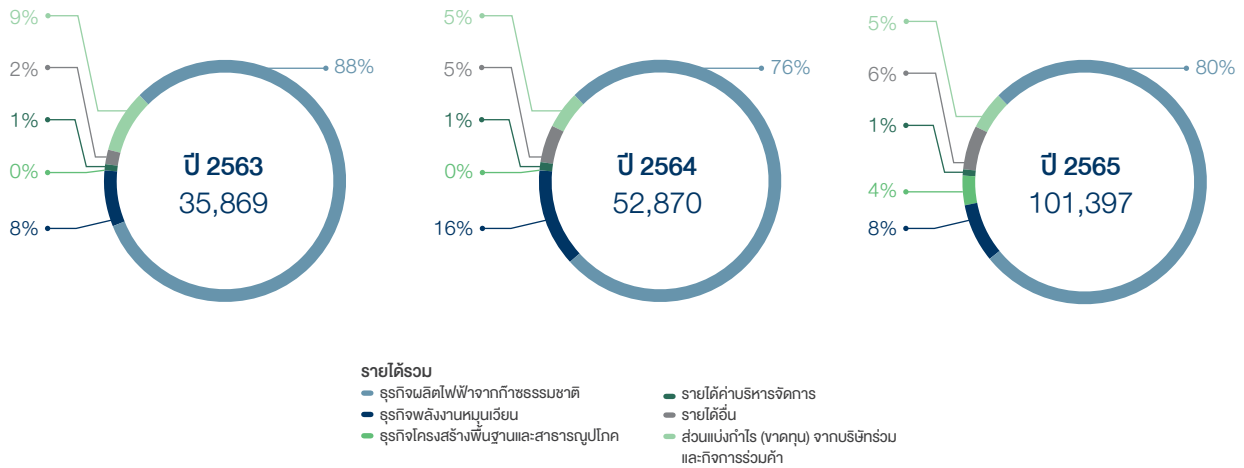 9%
2%
1%
0%
8%
88%
ปี 2563
35,869
5%
5%
1%
0%
16%
76%
ปี 2564
52,870
5%
6%
1%
4%
8%
80%
ปี 2565
101,397
รายได้รวม
ธุรกิจผลิตไฟฟ้าจากก๊าซธรรมชาติ
ธุรกิจพลังงานหมุนเวียน
ธุรกิจโครงสร้างพื้นฐานและสาธารณูปโภค
รายได้ค่าบริหารจัดการ
รายได้อื่น
ส่วนแบ่งกำไร (ขาดทุน) จากบริษัทร่วม
และกิจการร่วมค้า